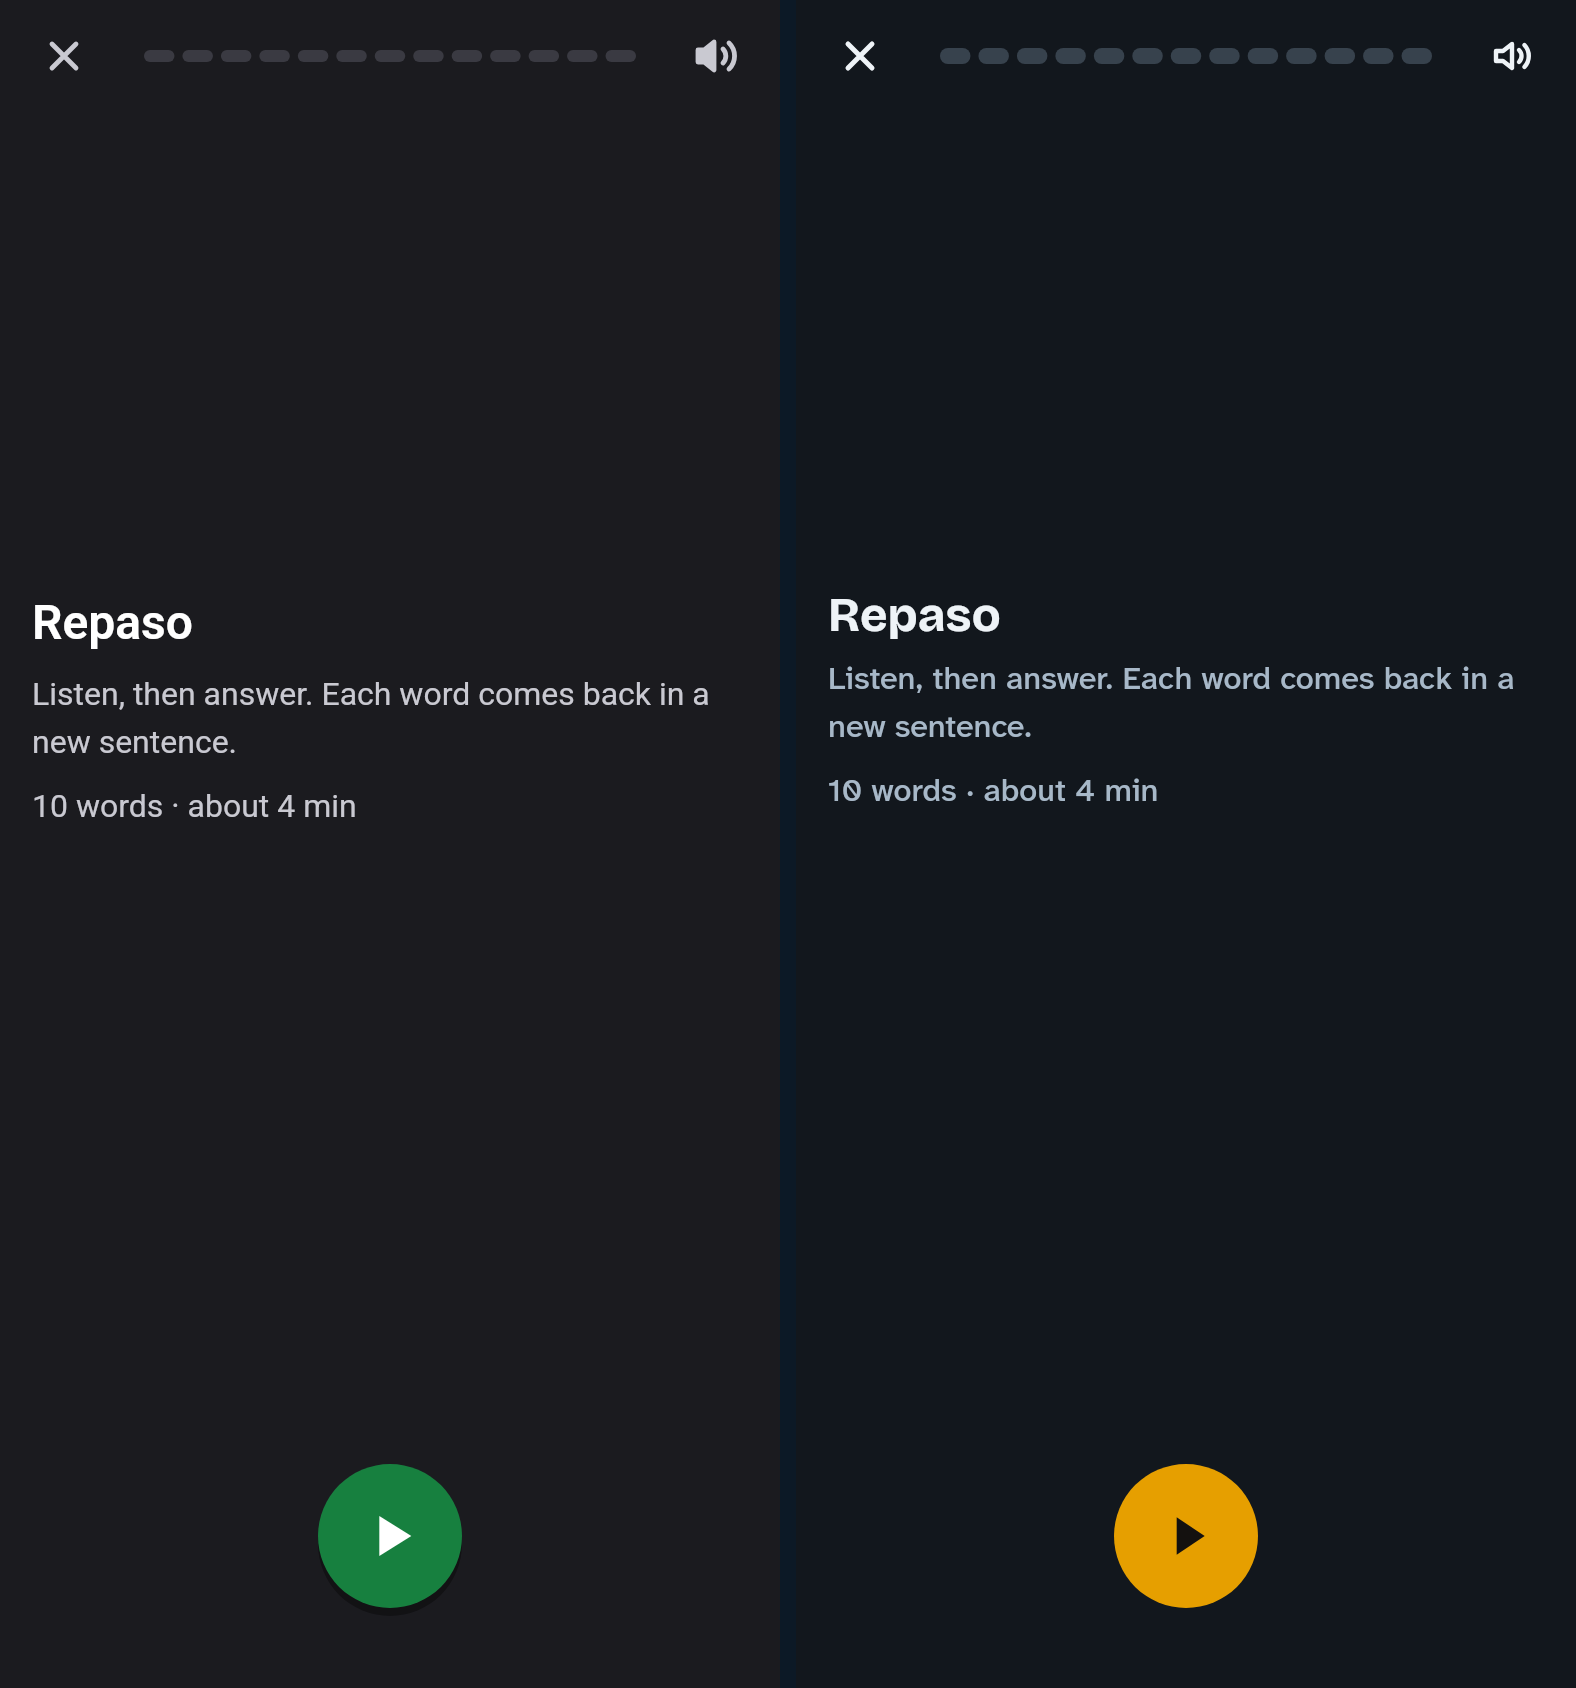 Repaso
Listen, then answer. Each word comes back in a
new sentence.
10 words · about 4 min
Repaso
Listen, then answer. Each word comes back in a
new sentence.
10 words · about 4 min